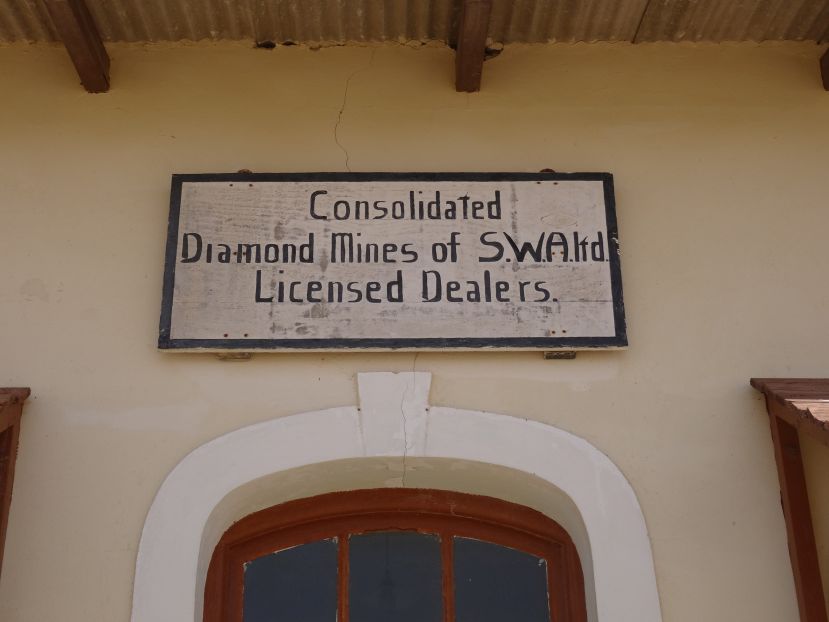 Consolidated
Diamond Mines of S.W.A.ltd.
Licensed Dealers.